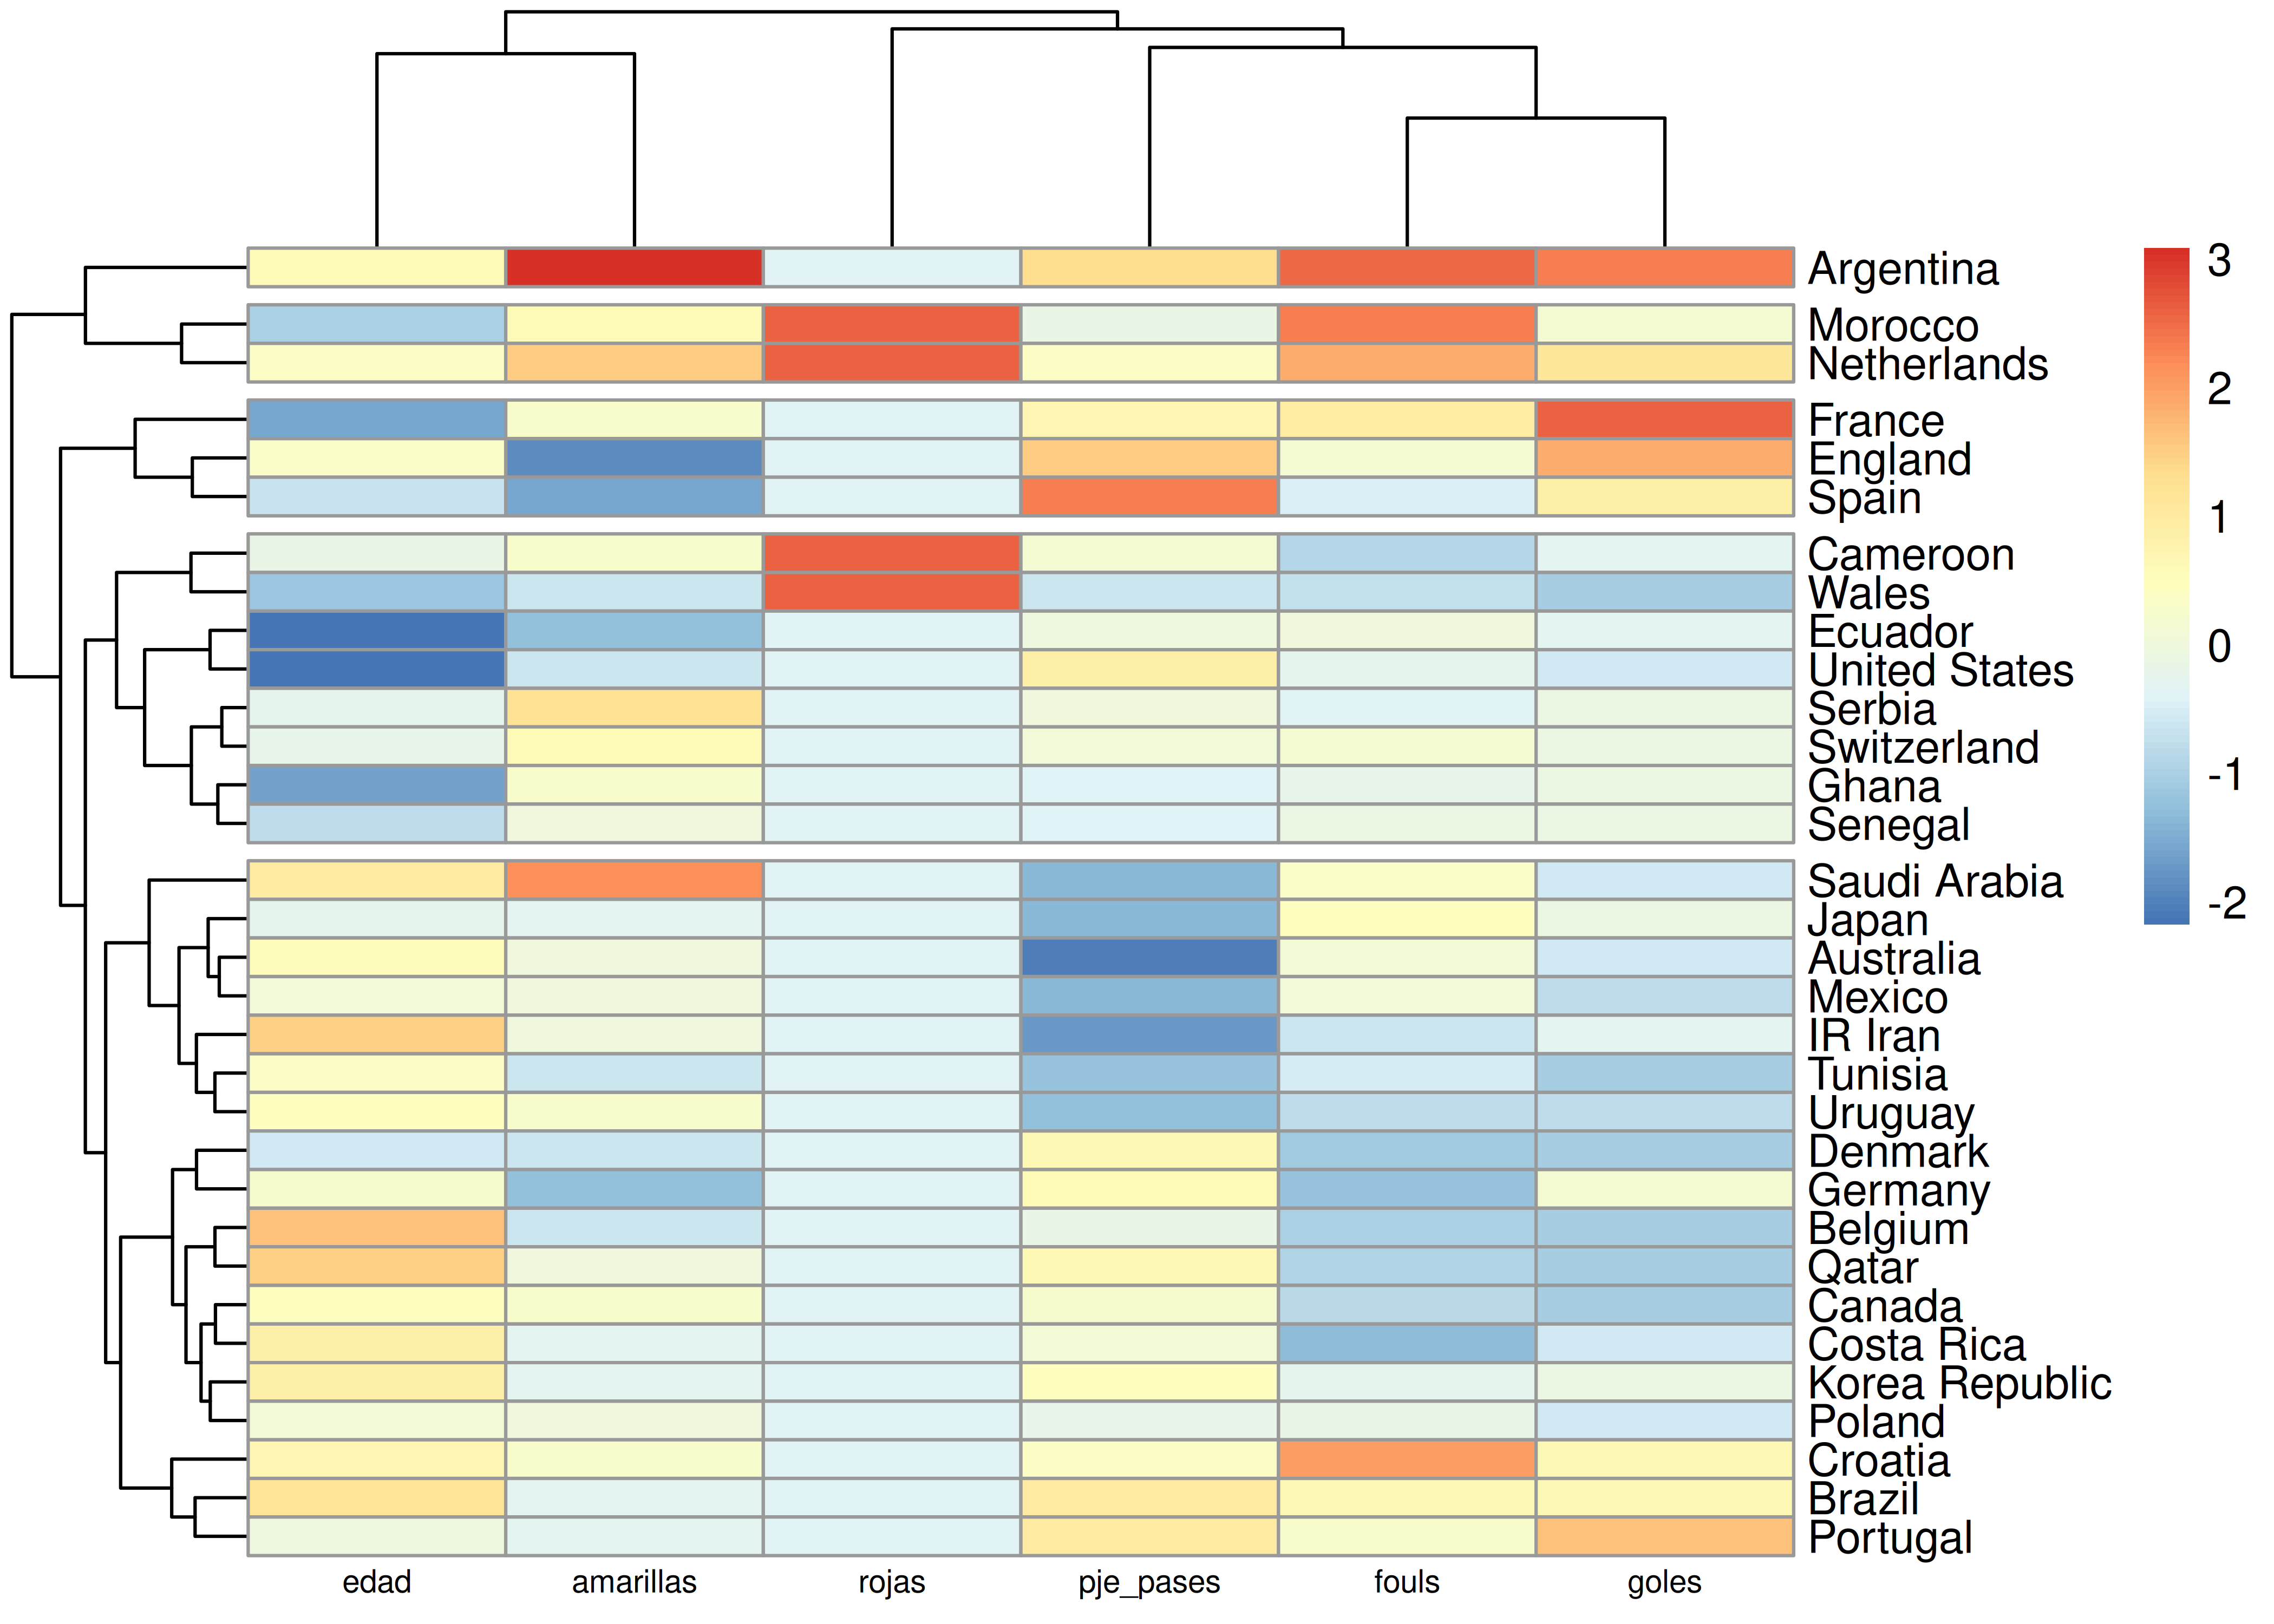 Argentina
Morocco
Netherlands
France
England
Spain
Cameroon
Wales
Ecuador
United States
Serbia
Switzerland
Ghana
Senegal
Saudi Arabia
Japan
Australia
Mexico
IR Iran
Tunisia
Uruguay
Denmark
Germany
Belgium
Qatar
Canada
Costa Rica
Korea Republic
Poland
Croatia
Brazil
Portugal
3
2
1
0
-1
-2
edad amarillas rojas pje_pases fouls goles